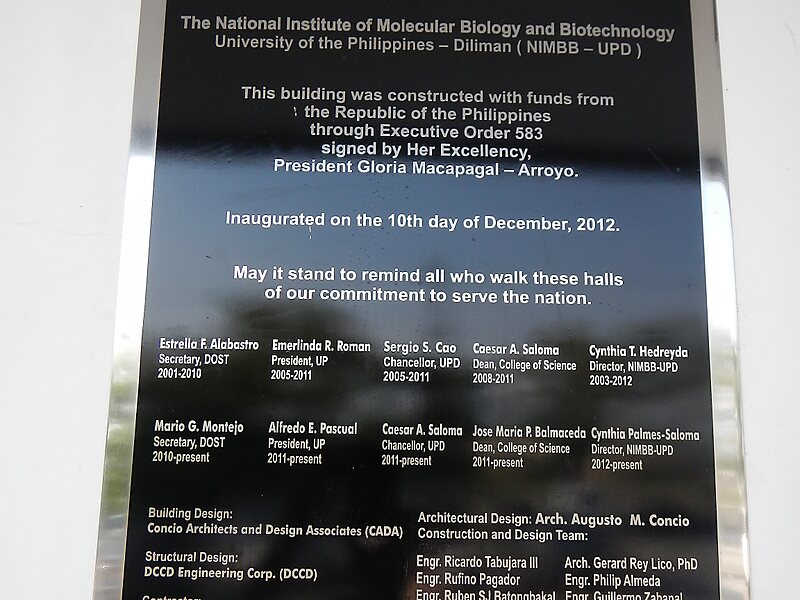 The National Institute of Molecular Biology and Biotechnology
University of the Philippines – Diliman ( NIMBB – UPD )
This building was constructed with funds from
the Republic of the Philippines
through Executive Order 583
signed by Her Excellency,
President Gloria Macapagal – Arroyo.
Inaugurated on the 10th day of December, 2012.
May it stand to remind all who walk these halls
of our commitment to serve the nation.
Estrella F. Alabastro
Secretary, DOST
2001-2010
Emerlinda R. Roman
President, UP
2005-2011
Sergio S. Cao
Chancellor, UPD
2005-2011
Caesar A. Saloma
Dean, College of Science
2008-2011
Cynthia T. Hedreyda
Director, NIMBB-UPD
2003-2012
Mario G. Montejo
Secretary, DOST
2010-present
Alfredo E. Pascual
President, UP
2011-present
Caesar A. Saloma
Chancellor, UPD
2011-present
Jose Maria P. Balmaceda
Dean, College of Science
2011-present
Cynthia Palmes-Saloma
Director, NIMBB-UPD
2012-present
Building Design:
Concio Architects and Design Associates (CADA)
Structural Design:
DCCD Engineering Corp. (DCCD)
Contractor:
Architectural Design: Arch. Augusto M. Concio
Construction and Design Team:
Engr. Ricardo Tabujara III
Engr. Rufino Pagador
Engr. Ruben SJ Batongbakal
Arch. Gerard Rey Lico, PhD
Engr. Philip Almeda
Engr. Guillermo Zabanal